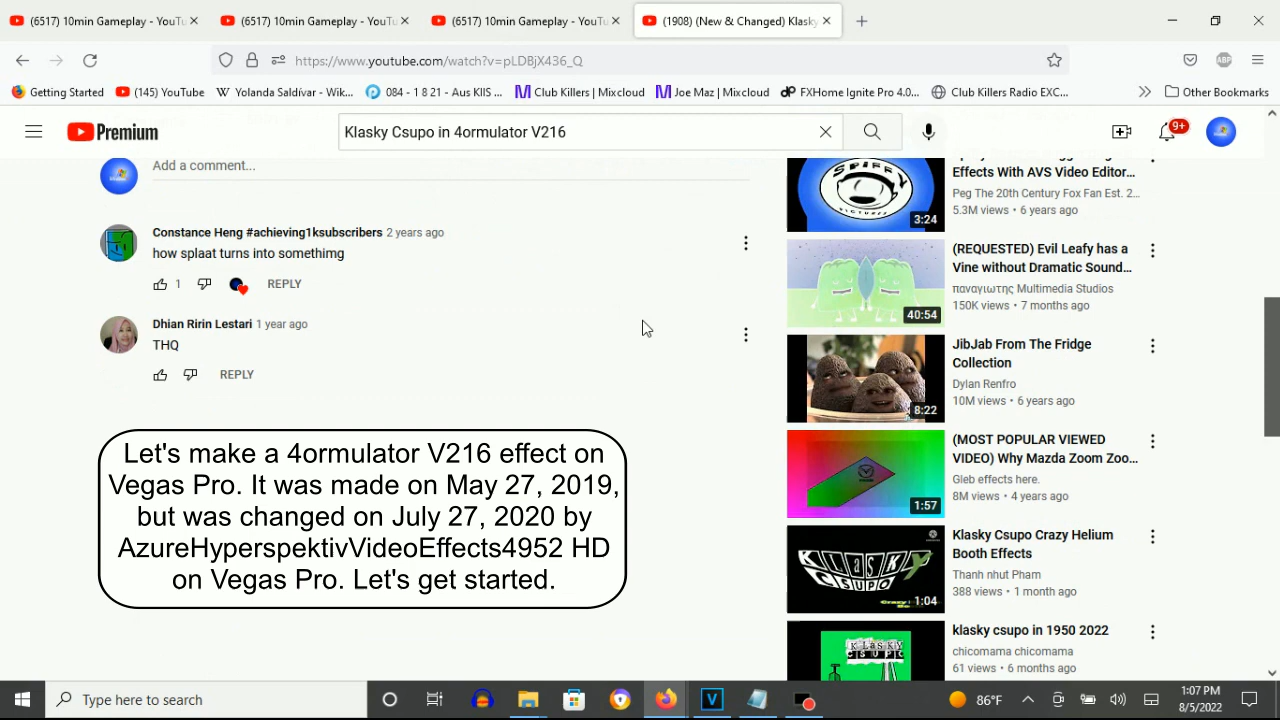 (6517) 10min Gameplay - YouTu
(6517) 10min Gameplay - YouTu
(6517) 10min Gameplay - YouTu
(1908) (New & Changed) Klasky
https://www.youtube.com/watch?v=pLDBjX436_Q
ABP
Getting Started
(145) YouTube
Yolanda Saldívar - Wik...
084 - 1 8 21 - Aus KIIS ...
Club Killers | Mixcloud
Joe Maz | Mixcloud
FXHome Ignite Pro 4.0...
Club Killers Radio EXC...
Other Bookmarks
Premium
Klasky Csupo in 4ormulator V216
9+
Add a comment...
Constance Heng #achieving1ksubscribers 2 years ago
how splaat turns into somethimg
1
REPLY
Dhian Ririn Lestari 1 year ago
THQ
REPLY
Let's make a 4ormulator V216 effect on
Vegas Pro. It was made on May 27, 2019,
but was changed on July 27, 2020 by
AzureHyperspektivVideoEffects4952 HD
on Vegas Pro. Let's get started.
SPIFFY
PICTURES
3:24
Effects With AVS Video Editor...
Peg The 20th Century Fox Fan Est. 2...
5.3M views • 6 years ago
40:54
(REQUESTED) Evil Leafy has a
Vine without Dramatic Sound...
παναγιωτης Multimedia Studios
150K views • 7 months ago
8:22
JibJab From The Fridge
Collection
Dylan Renfro
10M views • 6 years ago
1:57
(MOST POPULAR VIEWED
VIDEO) Why Mazda Zoom Zoo...
Gleb effects here.
8M views • 4 years ago
KLASKY
CSUPO
1:04
Klasky Csupo Crazy Helium
Booth Effects
Thanh nhut Pham
388 views • 1 month ago
KLASKY
CSUPO
klasky csupo in 1950 2022
chicomama chicomama
61 views • 6 months ago
Type here to search
V
86°F
1:07 PM
8/5/2022